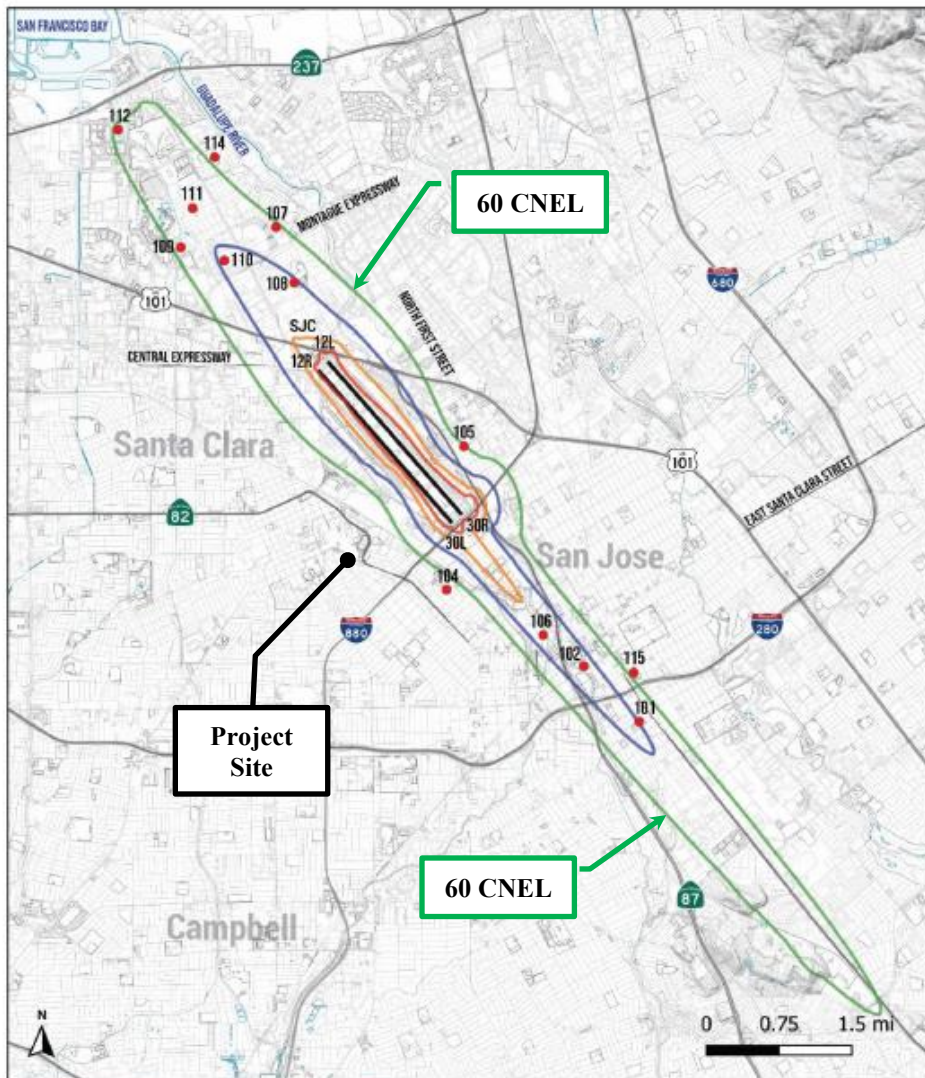 SAN FRANCISCO BAY
237
GUADALUPE RIVER
112
114
60 CNEL
111
107
MONTAGUE EXPRESSWAY
109
110
680
108
101
NORTH FIRST STREET
SJC
12L
12R
CENTRAL EXPRESSWAY
Santa Clara
105
101
EAST SANTA CLARA STREET
82
30R
30L
San Jose
104
880
106
280
102
115
101
Project
Site
60 CNEL
87
Campbell
N
0 0.75 1.5 mi